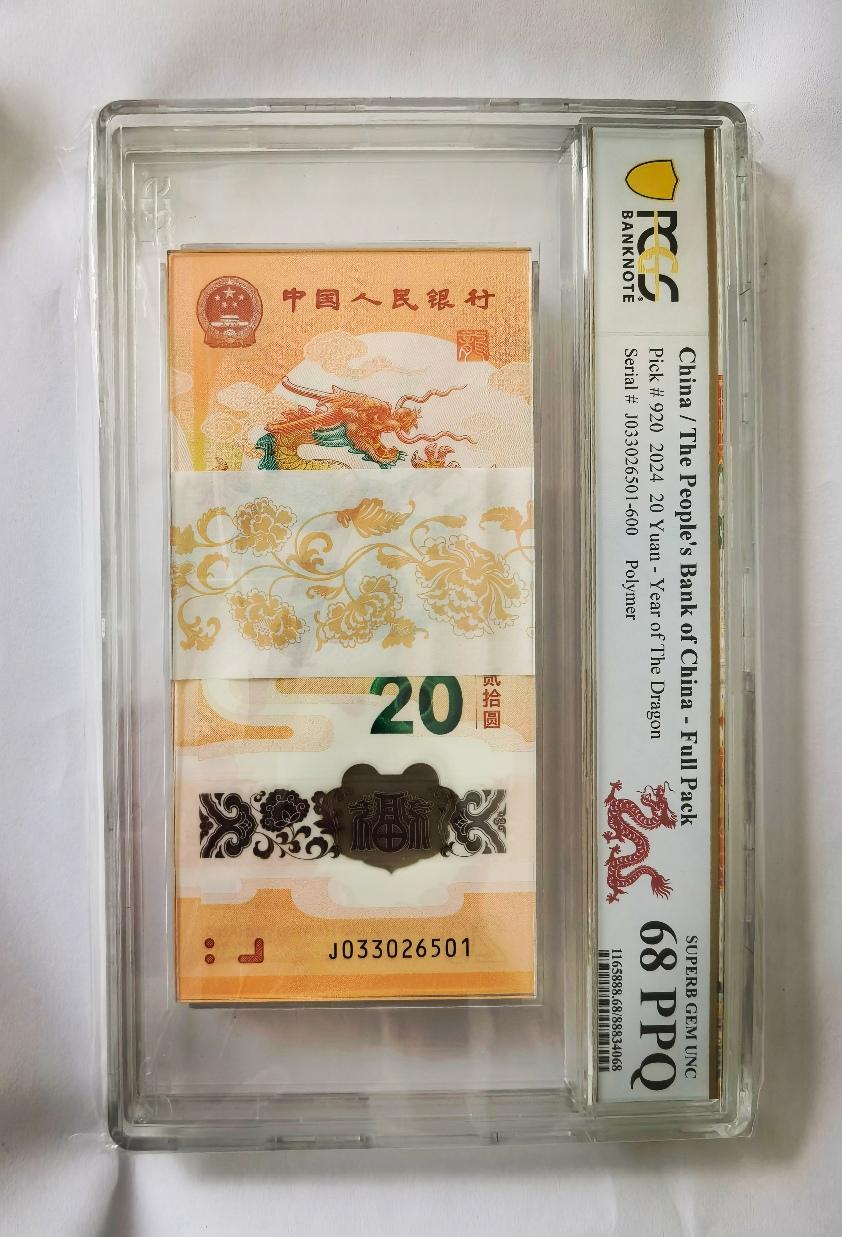 中国人民银行
龍
20
贰拾圆
福
J033026501
PCGS
BANKNOTE
China / The People's Bank of China - Full Pack
Pick # 920 2024 20 Yuan - Year of The Dragon
Serial # J033026501-600 Polymer
SUPERB GEM UNC
68 PPQ
1165888.68/88834068